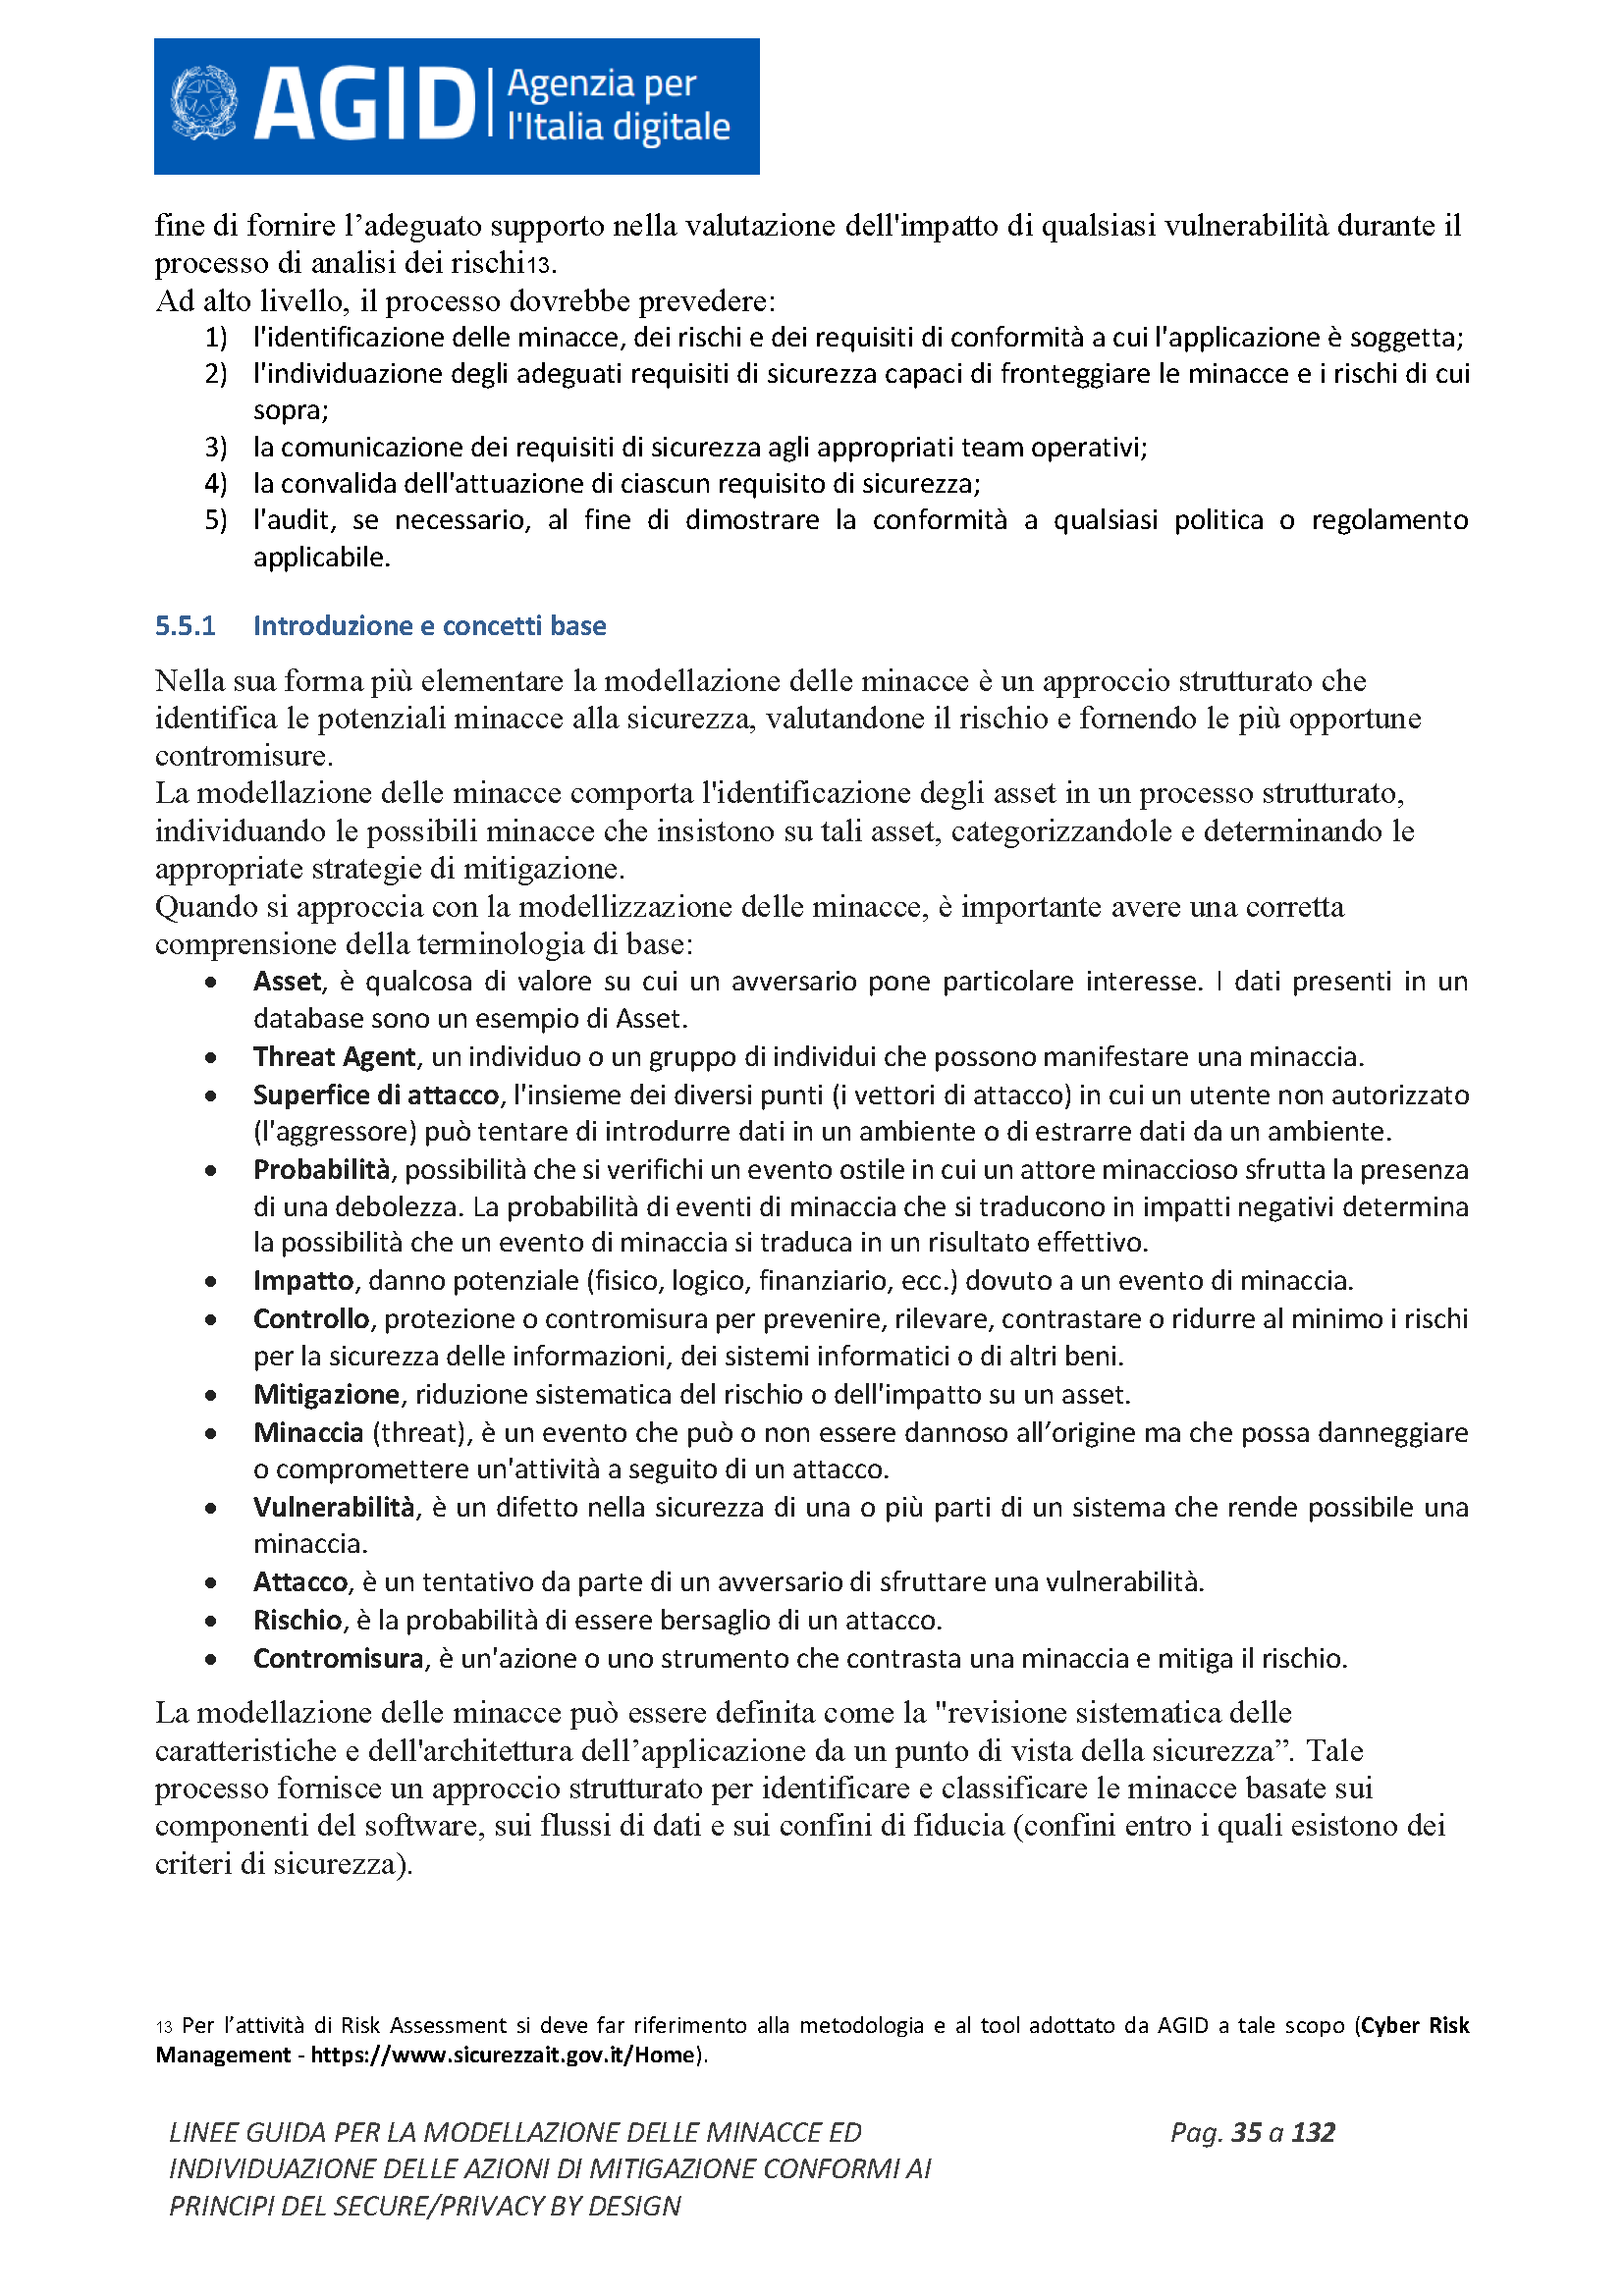 AGID | Agenzia per
l'Italia digitale
fine di fornire l’adeguato supporto nella valutazione dell'impatto di qualsiasi vulnerabilità durante il
processo di analisi dei rischi13.
Ad alto livello, il processo dovrebbe prevedere:
1) l'identificazione delle minacce, dei rischi e dei requisiti di conformità a cui l'applicazione è soggetta;
2) l'individuazione degli adeguati requisiti di sicurezza capaci di fronteggiare le minacce e i rischi di cui
sopra;
3) la comunicazione dei requisiti di sicurezza agli appropriati team operativi;
4) la convalida dell'attuazione di ciascun requisito di sicurezza;
5) l'audit, se necessario, al fine di dimostrare la conformità a qualsiasi politica o regolamento
applicabile.
5.5.1 Introduzione e concetti base
Nella sua forma più elementare la modellazione delle minacce è un approccio strutturato che
identifica le potenziali minacce alla sicurezza, valutandone il rischio e fornendo le più opportune
contromisure.
La modellazione delle minacce comporta l'identificazione degli asset in un processo strutturato,
individuando le possibili minacce che insistono su tali asset, categorizzandole e determinando le
appropriate strategie di mitigazione.
Quando si approccia con la modellizzazione delle minacce, è importante avere una corretta
comprensione della terminologia di base:
• Asset, è qualcosa di valore su cui un avversario pone particolare interesse. I dati presenti in un
database sono un esempio di Asset.
• Threat Agent, un individuo o un gruppo di individui che possono manifestare una minaccia.
• Superfice di attacco, l'insieme dei diversi punti (i vettori di attacco) in cui un utente non autorizzato
(l'aggressore) può tentare di introdurre dati in un ambiente o di estrarre dati da un ambiente.
• Probabilità, possibilità che si verifichi un evento ostile in cui un attore minaccioso sfrutta la presenza
di una debolezza. La probabilità di eventi di minaccia che si traducono in impatti negativi determina
la possibilità che un evento di minaccia si traduca in un risultato effettivo.
• Impatto, danno potenziale (fisico, logico, finanziario, ecc.) dovuto a un evento di minaccia.
• Controllo, protezione o contromisura per prevenire, rilevare, contrastare o ridurre al minimo i rischi
per la sicurezza delle informazioni, dei sistemi informatici o di altri beni.
• Mitigazione, riduzione sistematica del rischio o dell'impatto su un asset.
• Minaccia (threat), è un evento che può o non essere dannoso all’origine ma che possa danneggiare
o compromettere un'attività a seguito di un attacco.
• Vulnerabilità, è un difetto nella sicurezza di una o più parti di un sistema che rende possibile una
minaccia.
• Attacco, è un tentativo da parte di un avversario di sfruttare una vulnerabilità.
• Rischio, è la probabilità di essere bersaglio di un attacco.
• Contromisura, è un'azione o uno strumento che contrasta una minaccia e mitiga il rischio.
La modellazione delle minacce può essere definita come la "revisione sistematica delle
caratteristiche e dell'architettura dell’applicazione da un punto di vista della sicurezza”. Tale
processo fornisce un approccio strutturato per identificare e classificare le minacce basate sui
componenti del software, sui flussi di dati e sui confini di fiducia (confini entro i quali esistono dei
criteri di sicurezza).
13 Per l’attività di Risk Assessment si deve far riferimento alla metodologia e al tool adottato da AGID a tale scopo (Cyber Risk
Management - https://www.sicurezzait.gov.it/Home).
LINEE GUIDA PER LA MODELLAZIONE DELLE MINACCE ED
INDIVIDUAZIONE DELLE AZIONI DI MITIGAZIONE CONFORMI AI
PRINCIPI DEL SECURE/PRIVACY BY DESIGN
Pag. 35 a 132